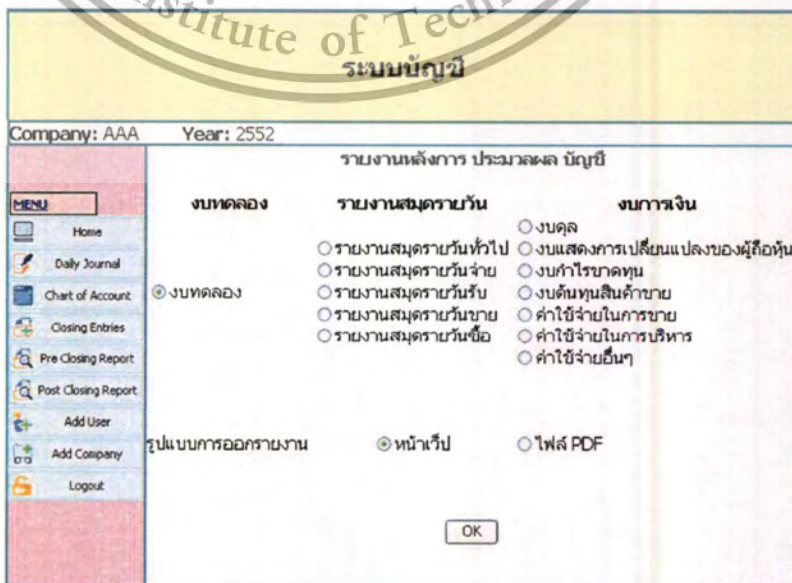 stitute of Tech
ระบบบัญชี
Company: AAA Year: 2552
รายงานหลังการ ประมวลผล บัญชี
MENU
Home
Daily Journal
Chart of Account
Closing Entries
Pre Closing Report
Post Closing Report
Add User
Add Company
Logout
งบทดลอง
งบทดลอง
รายงานสมุดรายวัน
รายงานสมุดรายวันทั่วไป
รายงานสมุดรายวันจ่าย
รายงานสมุดรายวันรับ
รายงานสมุดรายวันขาย
รายงานสมุดรายวันซื้อ
งบการเงิน
งบดุล
งบแสดงการเปลี่ยนแปลงของผู้ถือหุ้น
งบกำไรขาดทุน
งบต้นทุนสินค้าขาย
ค่าใช้จ่ายในการขาย
ค่าใช้จ่ายในการบริหาร
ค่าใช้จ่ายอื่นๆ
รูปแบบการออกรายงาน หน้าเว็ป ไฟล์ PDF
OK